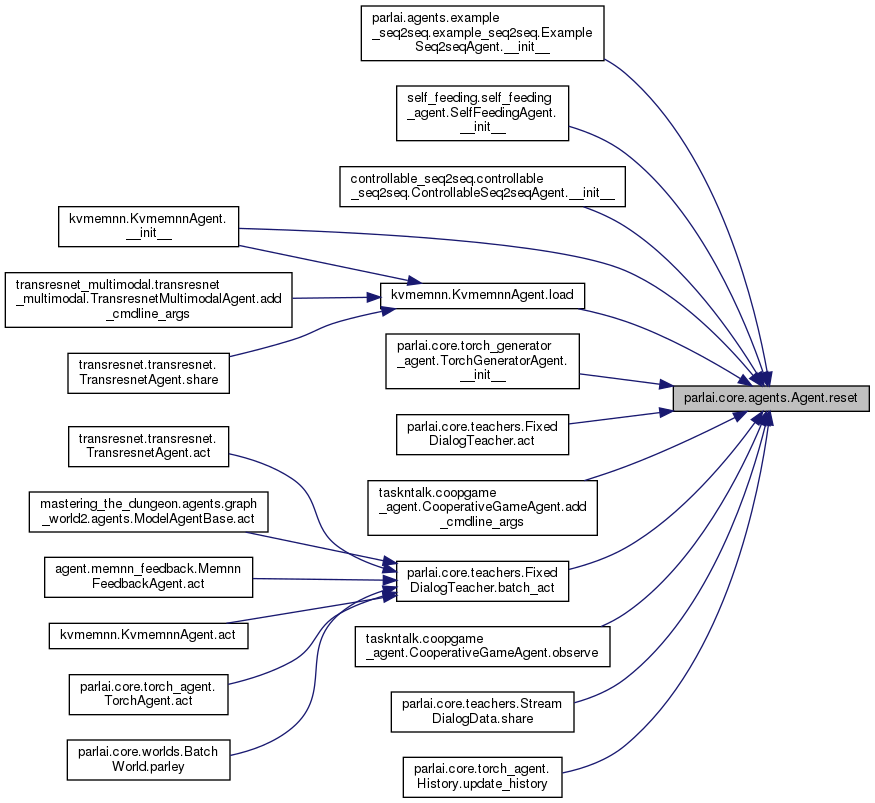 parlai.agents.example
_seq2seq.example_seq2seq.Example
Seq2seqAgent.__init__
self_feeding.self_feeding
_agent.SelfFeedingAgent.
__init__
controllable_seq2seq.controllable
_seq2seq.ControllableSeq2seqAgent.__init__
kvmemnn.KvmemnnAgent.
__init__
transresnet_multimodal.transresnet
_multimodal.TransresnetMultimodalAgent.add
_cmdline_args
kvmemnn.KvmemnnAgent.load
transresnet.transresnet.
TransresnetAgent.share
parlai.core.torch_generator
_agent.TorchGeneratorAgent.
__init__
parlai.core.agents.Agent.reset
parlai.core.teachers.Fixed
DialogTeacher.act
transresnet.transresnet.
TransresnetAgent.act
taskntalk.coopgame
_agent.CooperativeGameAgent.add
_cmdline_args
mastering_the_dungeon.agents.graph
_world2.agents.ModelAgentBase.act
agent.memnn_feedback.Memnn
FeedbackAgent.act
parlai.core.teachers.Fixed
DialogTeacher.batch_act
kvmemnn.KvmemnnAgent.act
taskntalk.coopgame
_agent.CooperativeGameAgent.observe
parlai.core.torch_agent.
TorchAgent.act
parlai.core.teachers.Stream
DialogData.share
parlai.core.worlds.Batch
World.parley
parlai.core.torch_agent.
History.update_history